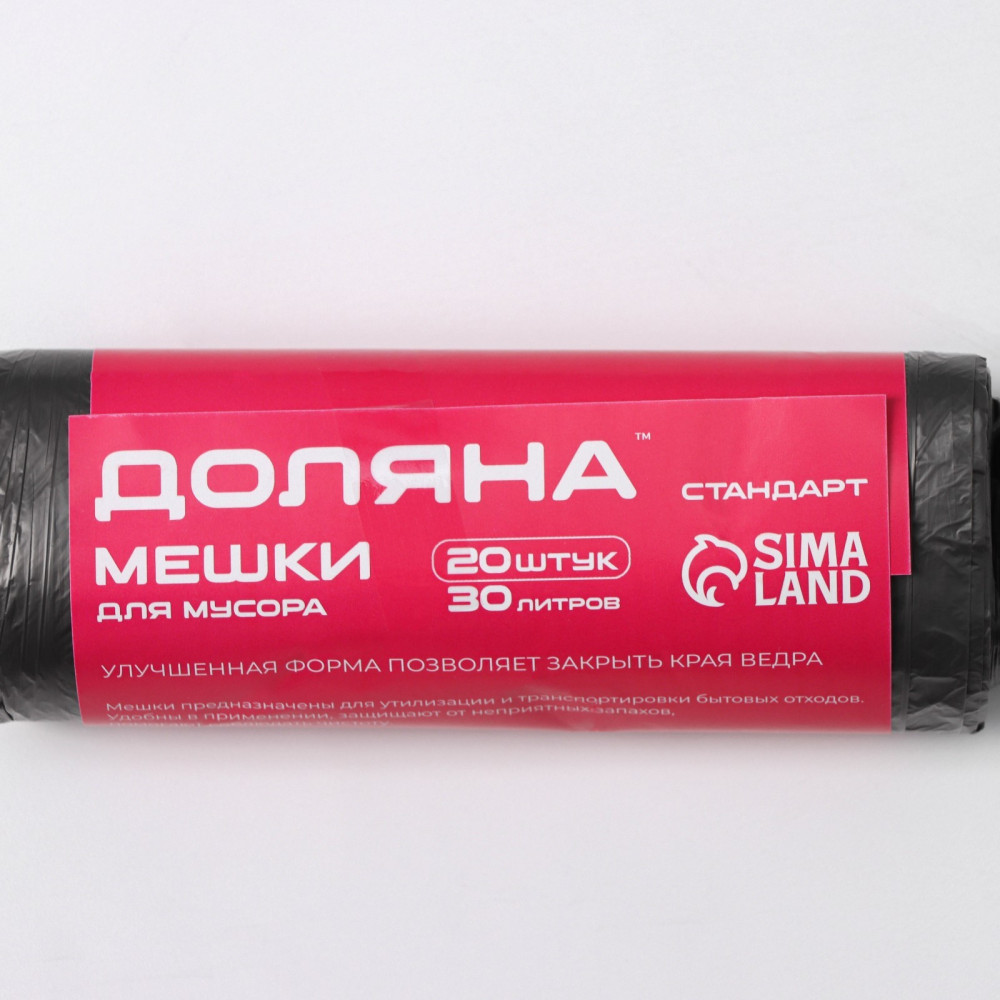 ДОЛЯНА™
СТАНДАРТ
МЕШКИ
ДЛЯ МУСОРА
20 ШТУК
30 ЛИТРОВ
SIMA
LAND
УЛУЧШЕННАЯ ФОРМА ПОЗВОЛЯЕТ ЗАКРЫТЬ КРАЯ ВЕДРА
Мешки предназначены для утилизации и транспортировки бытовых отходов.
Удобны в применении, защищают от неприятных запахов,